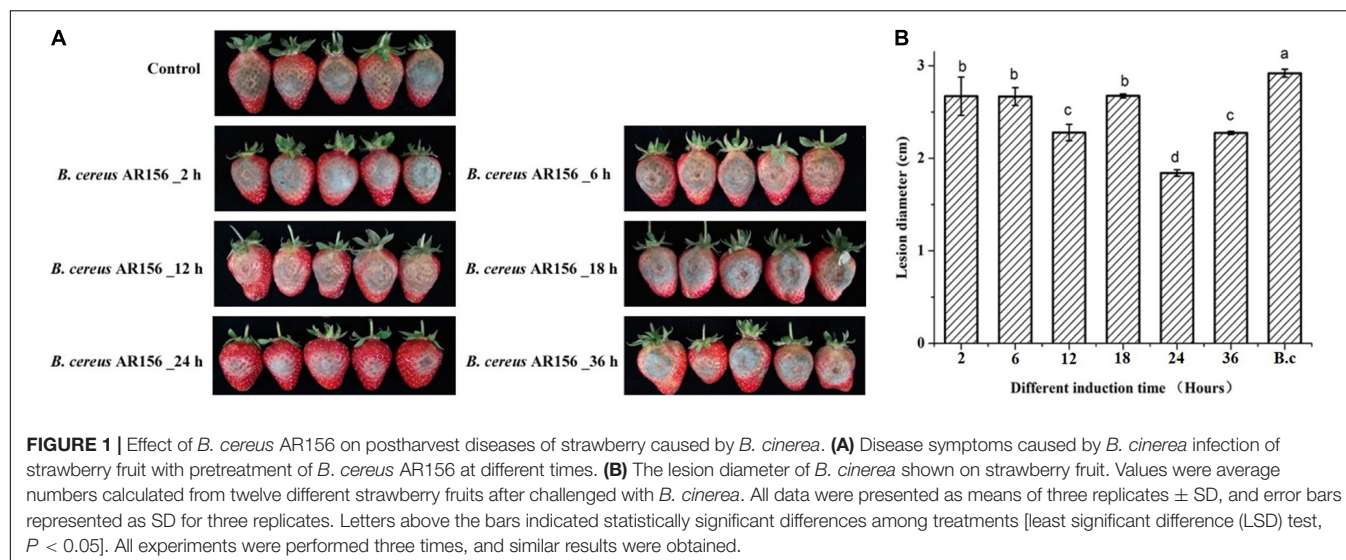 A
Control
B. cereus AR156 _2 h
B. cereus AR156 _6 h
B. cereus AR156 _12 h
B. cereus AR156 _18 h
B. cereus AR156 _24 h
B. cereus AR156 _36 h
B
Lesion diameter (cm)
3
2
1
0
b
b
c
b
d
c
a
2 6 12 18 24 36 B.c
Different induction time （Hours）
FIGURE 1 | Effect of B. cereus AR156 on postharvest diseases of strawberry caused by B. cinerea. (A) Disease symptoms caused by B. cinerea infection of
strawberry fruit with pretreatment of B. cereus AR156 at different times. (B) The lesion diameter of B. cinerea shown on strawberry fruit. Values were average
numbers calculated from twelve different strawberry fruits after challenged with B. cinerea. All data were presented as means of three replicates ± SD, and error bars
represented as SD for three replicates. Letters above the bars indicated statistically significant differences among treatments [least significant difference (LSD) test,
P < 0.05]. All experiments were performed three times, and similar results were obtained.